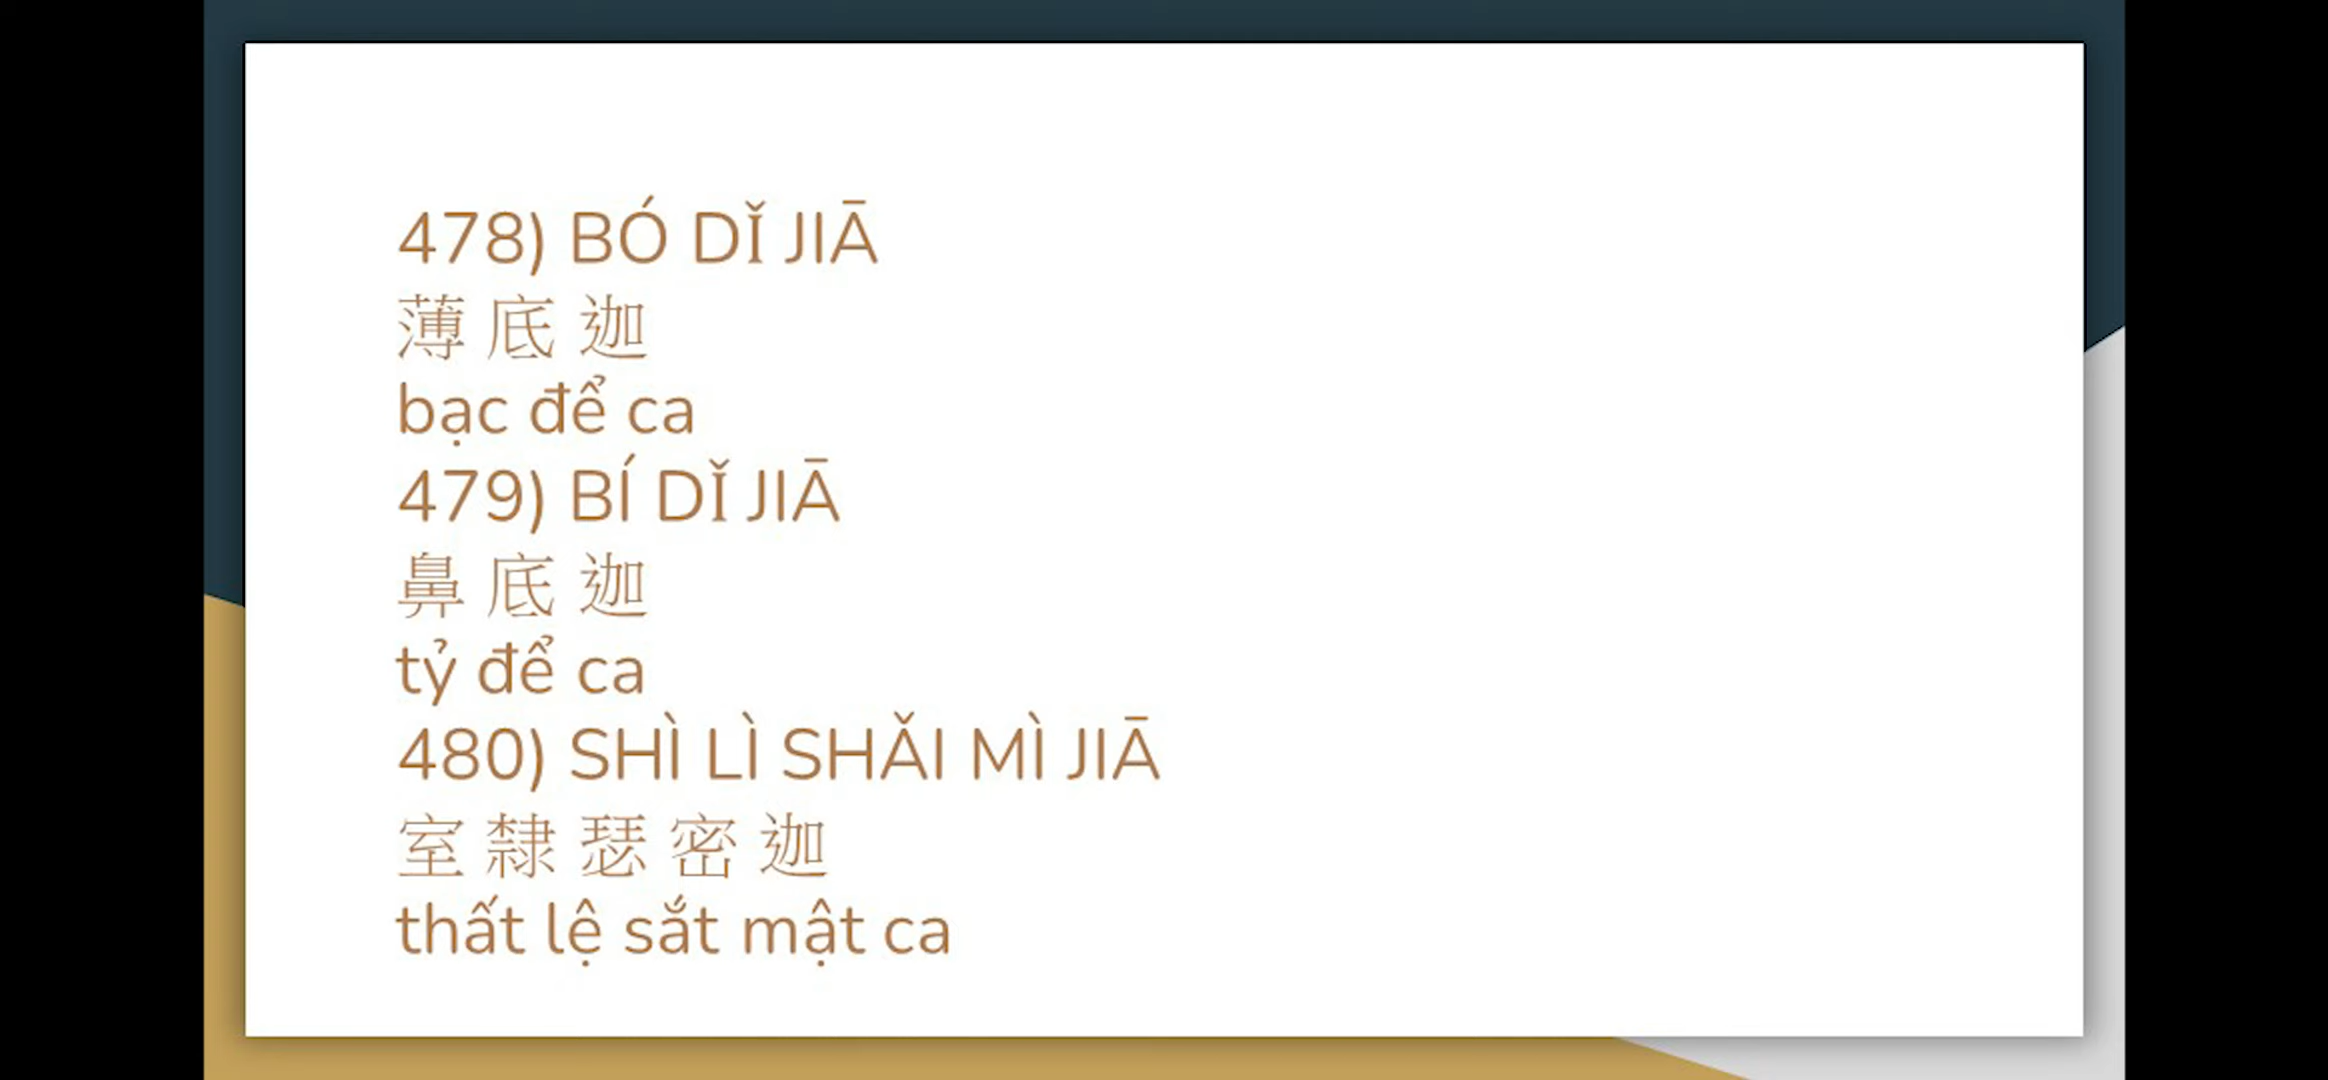 478) BÓ DǏ JIĀ
薄 底 迦
bạc để ca
479) BÍ DǏ JIĀ
鼻 底 迦
tỷ để ca
480) SHÌ LÌ SHǍI MÌ JIĀ
室 隸 瑟 密 迦
thất lệ sắt mật ca